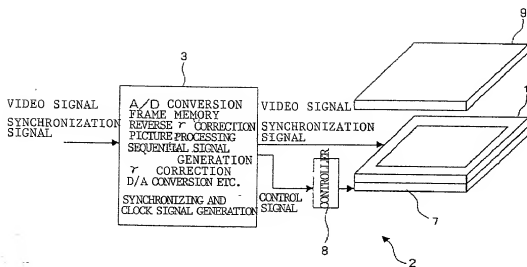 9
3
1
VIDEO SIGNAL
SYNCHRONIZATION
SIGNAL
A/D CONVERSION
FRAME MEMORY
REVERSE γ CORRECTION
PICTURE PROCESSING
SEQUENTIAL SIGNAL
GENERATION
γ CORRECTION
D/A CONVERSION ETC.
SYNCHRONIZING AND
CLOCK SIGNAL GENERATION
VIDEO SIGNAL
SYNCHRONIZATION
SIGNAL
CONTROL
SIGNAL
CONTROLLER
8
7
2